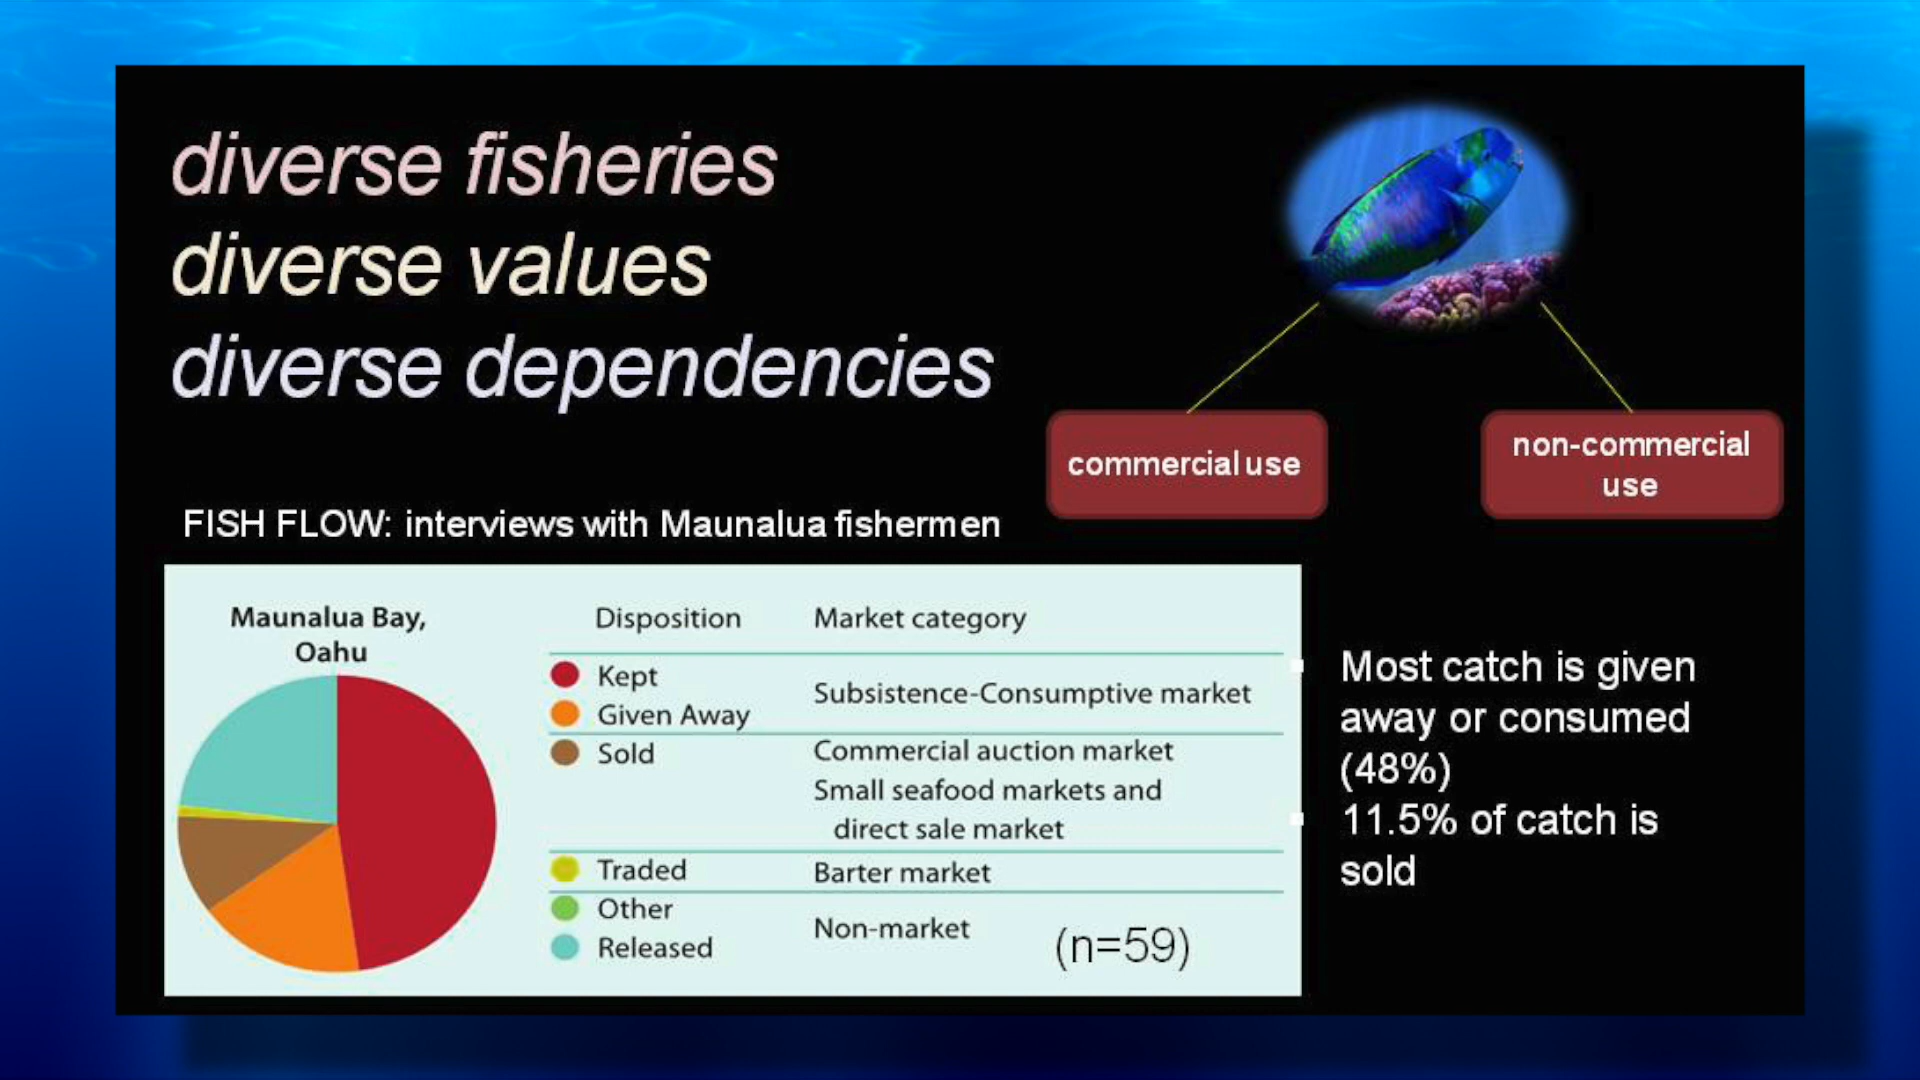 diverse fisheries
diverse values
diverse dependencies
commercial use
non-commercial
use
FISH FLOW: interviews with Maunalua fishermen
Maunalua Bay,
Oahu
Disposition
Market category
Kept
Given Away
Subsistence-Consumptive market
Sold
Commercial auction market
Small seafood markets and
direct sale market
Traded
Barter market
Other
Released
Non-market
(n=59)
Most catch is given
away or consumed
(48%)
11.5% of catch is
sold